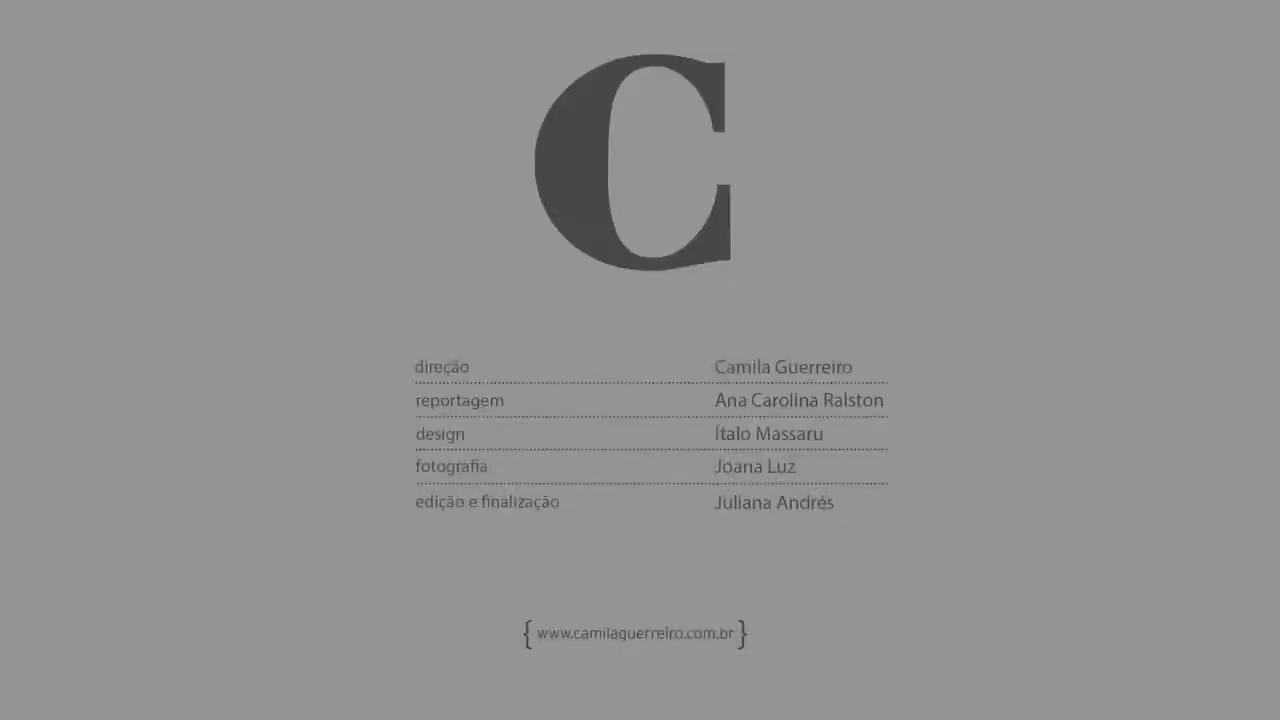 C
direção Camila Guerreiro
reportagem Ana Carolina Ralston
design Ítalo Massaru
fotografia Joana Luz
edição e finalização Juliana Andrés
{ www.camilaguerreiro.com.br }